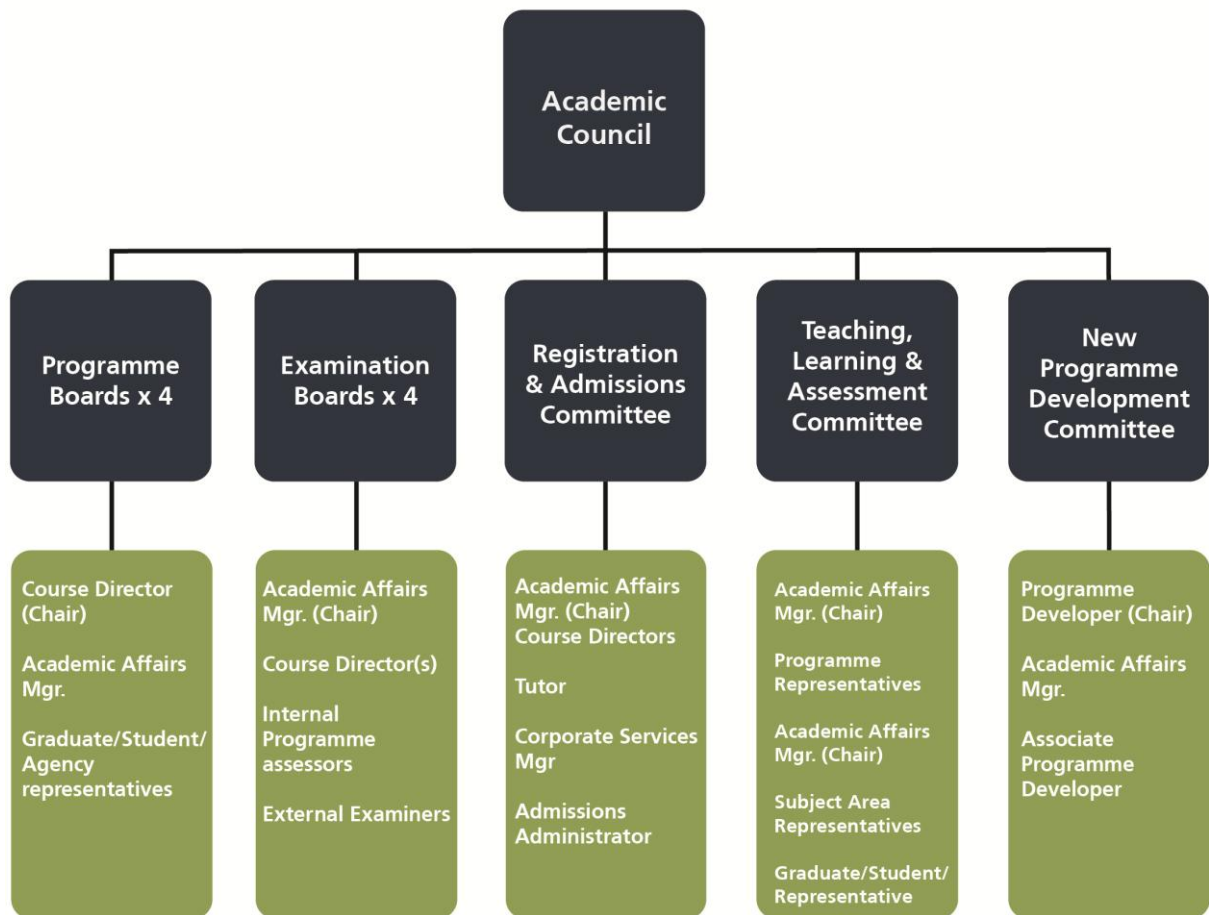 Academic
Council
Programme
Boards x 4
Examination
Boards x 4
Registration
& Admissions
Committee
Teaching,
Learning &
Assessment
Committee
New
Programme
Development
Committee
Course Director
(Chair)
Academic Affairs
Mgr.
Graduate/Student/
Agency
representatives
Academic Affairs
Mgr. (Chair)
Course Director(s)
Internal
Programme
assessors
External Examiners
Academic Affairs
Mgr. (Chair)
Course Directors
Tutor
Corporate Services
Mgr
Admissions
Administrator
Academic Affairs
Mgr. (Chair)
Programme
Representatives
Academic Affairs
Mgr. (Chair)
Subject Area
Representatives
Graduate/Student/
Representative
Programme
Developer (Chair)
Academic Affairs
Mgr.
Associate
Programme
Developer